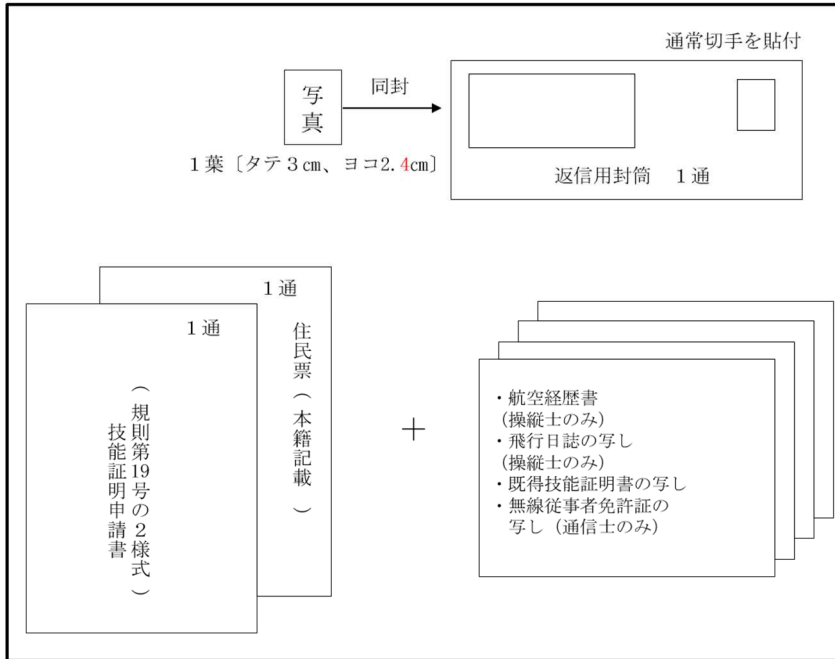 通常切手を貼付
写真
同封
1葉〔タテ3cm、ヨコ2.4cm〕
返信用封筒　1通
1通
住民票(本籍記載)
1通
技能証明申請書
(規則第19号の2様式)
+
・航空経歴書
(操縦士のみ)
・飛行日誌の写し
(操縦士のみ)
・既得技能証明書の写し
・無線従事者免許証の
写し(通信士のみ)